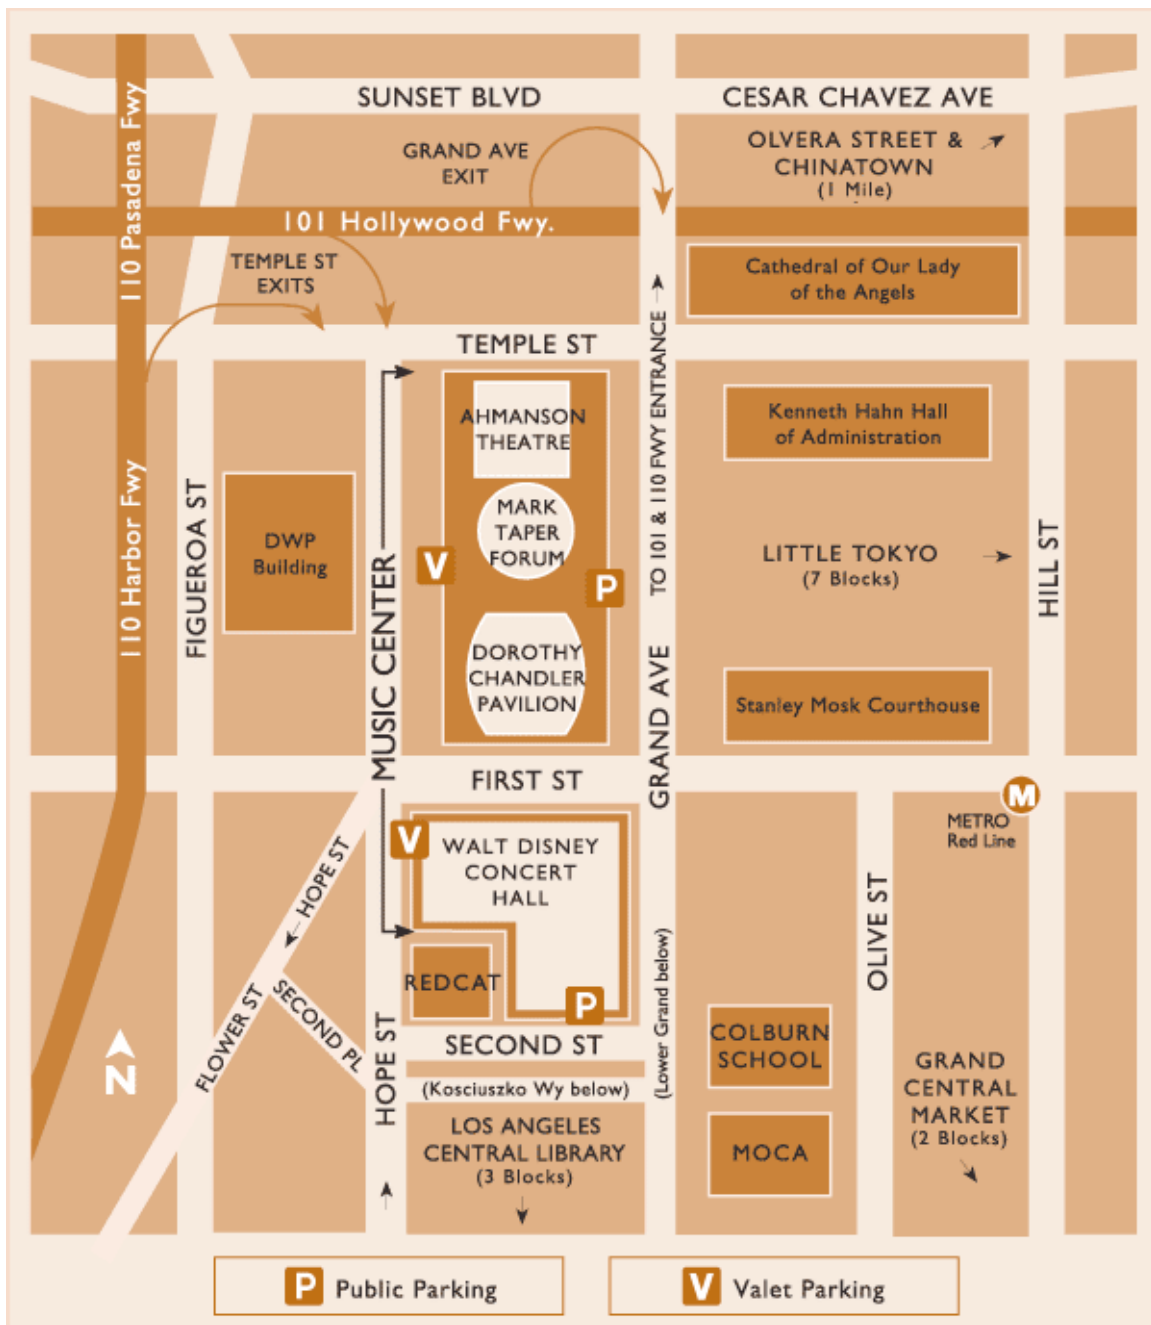 SUNSET BLVD
CESAR CHAVEZ AVE
110 Pasadena Fwy
GRAND AVE
EXIT
OLVERA STREET &
CHINATOWN
(1 Mile)
101 Hollywood Fwy.
TEMPLE ST
EXITS
Cathedral of Our Lady
of the Angels
TEMPLE ST
TO 101 & 110 FWY ENTRANCE
AHMANSON
THEATRE
Kenneth Hahn Hall
of Administration
110 Harbor Fwy
FIGUEROA ST
DWP
Building
MARK
TAPER
FORUM
V
P
LITTLE TOKYO
(7 Blocks)
HILL ST
MUSIC CENTER
DOROTHY
CHANDLER
PAVILION
GRAND AVE
Stanley Mosk Courthouse
FIRST ST
M
METRO
Red Line
V
WALT DISNEY
CONCERT
HALL
HOPE ST
OLIVE ST
REDCAT
P
(Lower Grand below)
FLOWER ST
SECOND PL
HOPE ST
SECOND ST
COLBURN
SCHOOL
N
(Kosciuszko Wy below)
GRAND
CENTRAL
MARKET
(2 Blocks)
LOS ANGELES
CENTRAL LIBRARY
(3 Blocks)
MOCA
P Public Parking
V Valet Parking